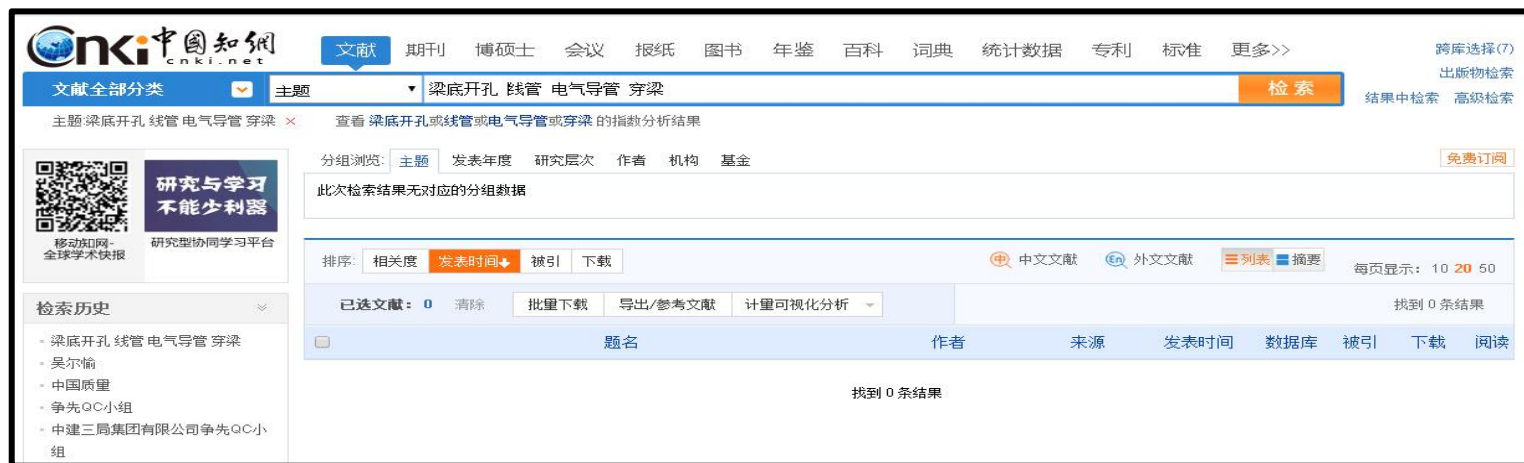 cnki 中國知網
cnki.net
文献 期刊 博硕士 会议 报纸 图书 年鉴 百科 词典 统计数据 专利 标准 更多>>
跨库选择(7)
出版物检索
文献全部分类 主题 梁底开孔 线管 电气导管 穿梁 检索
结果中检索 高级检索
主题:梁底开孔 线管 电气导管 穿梁 × 查看 梁底开孔或线管或电气导管或穿梁 的指数分析结果
分组浏览: 主题 发表年度 研究层次 作者 机构 基金 免费订阅
此次检索结果无对应的分组数据
研究与学习
不能少利器
移动知网-
全球学术快报
研究型协同学习平台
排序: 相关度 发表时间↓ 被引 下载 中 中文文献 En 外文文献 列表 摘要 每页显示: 10 20 50
已选文献: 0 清除 批量下载 导出/参考文献 计量可视化分析 找到 0 条结果
题名 作者 来源 发表时间 数据库 被引 下载 阅读
找到 0 条结果
检索历史
梁底开孔 线管 电气导管 穿梁
吴尔愉
中国质量
争先QC小组
中建三局集团有限公司争先QC小
组